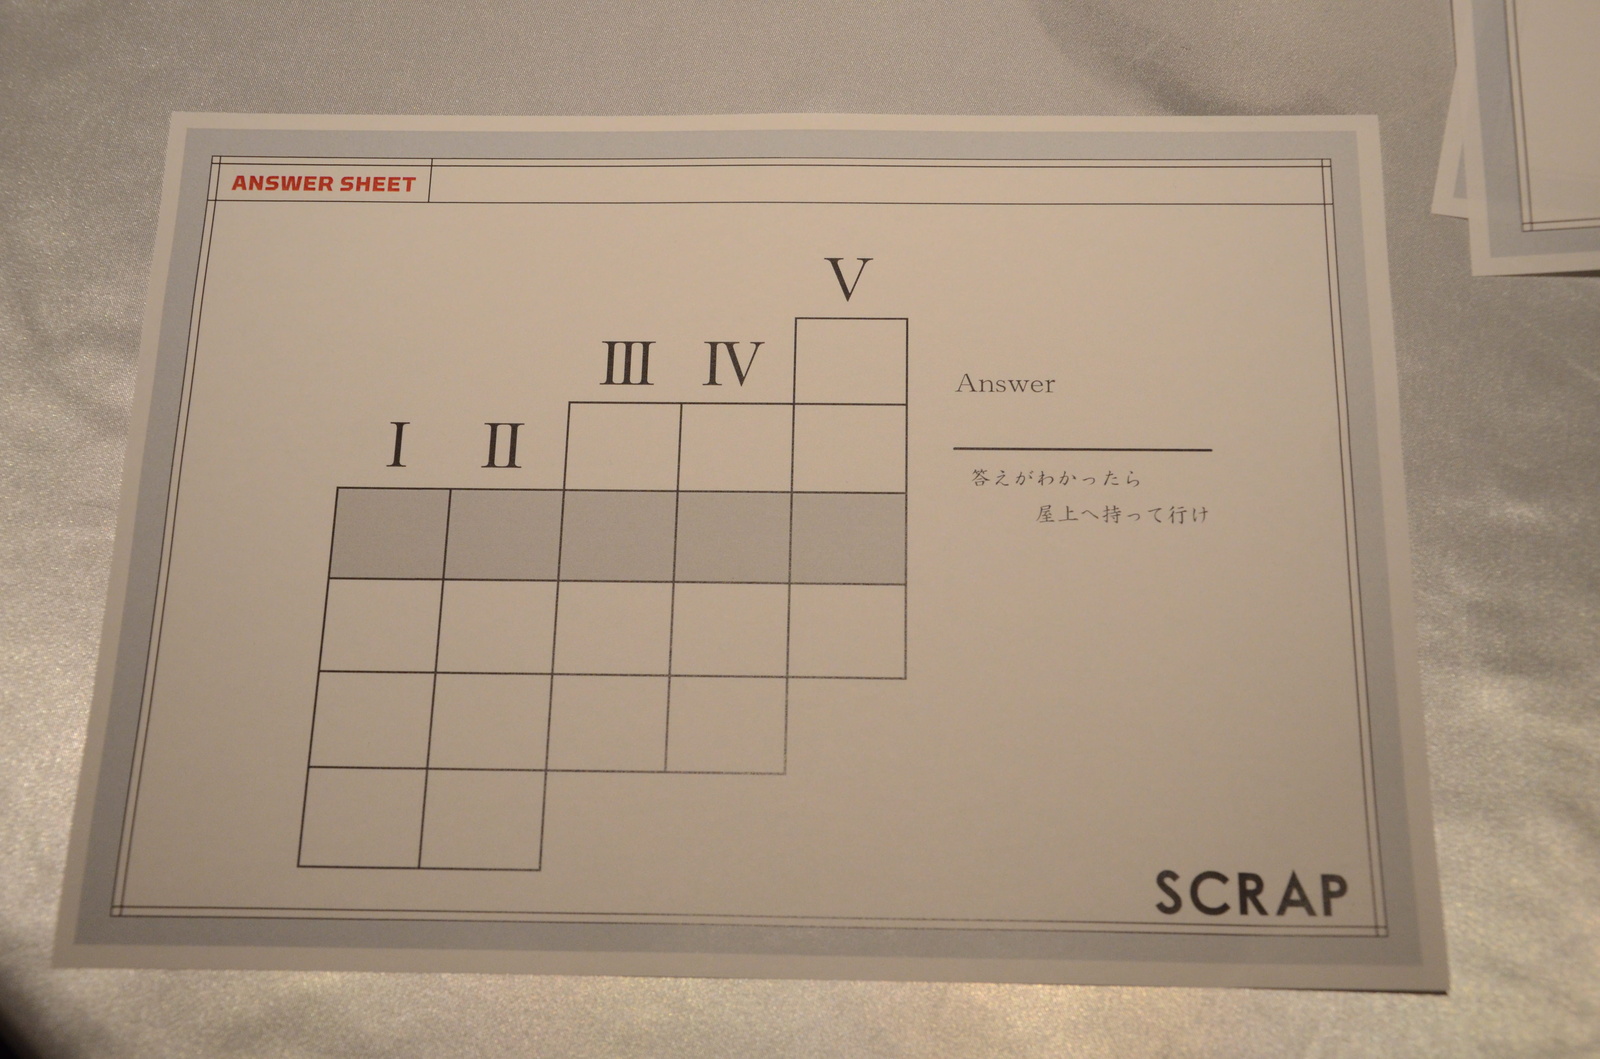 ANSWER SHEET
V
III IV
I II
Answer
答えがわかったら
屋上へ持って行け
SCRAP